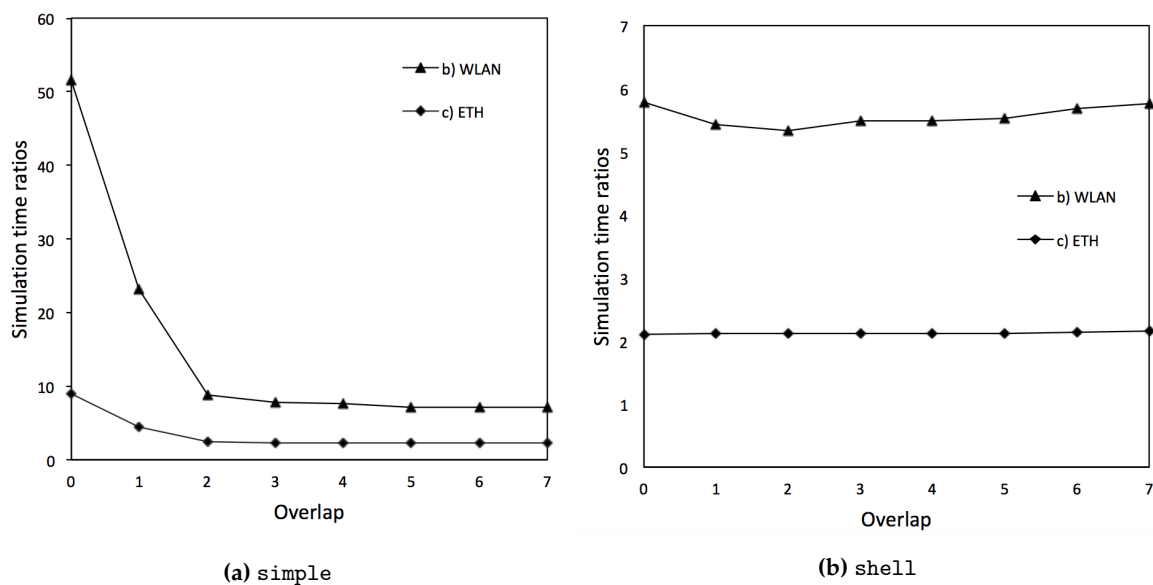 60
50
40
30
20
10
0
Simulation time ratios
b) WLAN
c) ETH
0 1 2 3 4 5 6 7
Overlap
(a) simple
7
6
5
4
3
2
1
0
Simulation time ratios
b) WLAN
c) ETH
0 1 2 3 4 5 6 7
Overlap
(b) shell